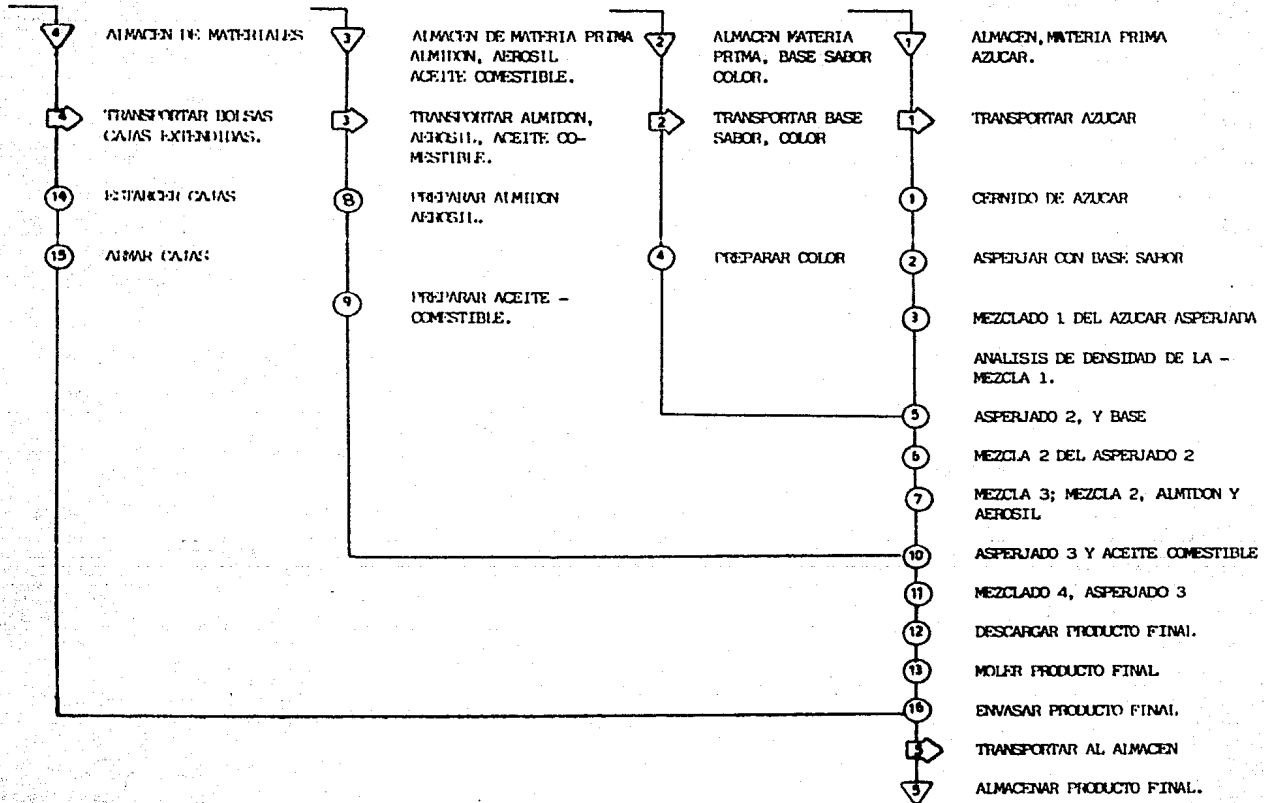 4
ALMACEN DE MATERIALES
4
TRANSPORTAR BOLSAS
CAJAS EXTENDIDAS.
14
ESTARCER CAJAS
15
ARMAR CAJAS
3
ALMACEN DE MATERIA PRIMA
ALMIDON, AEROSIL
ACEITE COMESTIBLE.
3
TRANSPORTAR ALMIDON,
AEROSIL, ACEITE CO-
MESTIBLE.
8
PREPARAR ALMIDON
AEROSIL.
9
PREPARAR ACEITE -
COMESTIBLE.
2
ALMACEN MATERIA
PRIMA, BASE SABOR
COLOR.
2
TRANSPORTAR BASE
SABOR, COLOR
4
PREPARAR COLOR
1
ALMACEN, MATERIA PRIMA
AZUCAR.
1
TRANSPORTAR AZUCAR
1
CERNIDO DE AZUCAR
2
ASPERJAR CON BASE SABOR
3
MEZCLADO 1 DEL AZUCAR ASPERJADA
ANALISIS DE DENSIDAD DE LA -
MEZCLA 1.
5
ASPERJADO 2, Y BASE
6
MEZCLA 2 DEL ASPERJADO 2
7
MEZCLA 3; MEZCLA 2, ALMIDON Y
AEROSIL
10
ASPERJADO 3 Y ACEITE COMESTIBLE
11
MEZCLADO 4, ASPERJADO 3
12
DESCARGAR PRODUCTO FINAL.
13
MOLER PRODUCTO FINAL
16
ENVASAR PRODUCTO FINAL
5
TRANSPORTAR AL ALMACEN
5
ALMACENAR PRODUCTO FINAL.